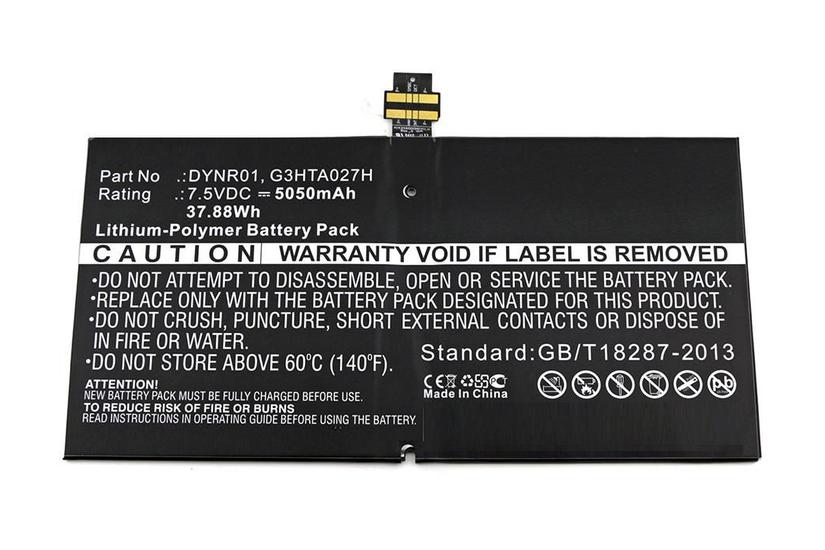 Part No .: DYNR01, G3HTA027H
Rating .: 7.5VDC ⎓ 5050mAh
37.88Wh
Lithium-Polymer Battery Pack
CAUTION WARRANTY VOID IF LABEL IS REMOVED
•DO NOT ATTEMPT TO DISASSEMBLE, OPEN OR SERVICE THE BATTERY PACK.
•REPLACE ONLY WITH THE BATTERY PACK DESIGNATED FOR THIS PRODUCT.
•DO NOT CRUSH, PUNCTURE, SHORT EXTERNAL CONTACTS OR DISPOSE OF
IN FIRE OR WATER.
•DO NOT STORE ABOVE 60°C (140°F).
Standard:GB/T18287-2013
ATTENTION!
NEW BATTERY PACK MUST BE FULLY CHARGED BEFORE USE.
TO REDUCE RISK OF FIRE OR BURNS
READ INSTRUCTIONS IN OPERATING GUIDE BEFORE USING THE BATTERY.
CE
Made In China
pb